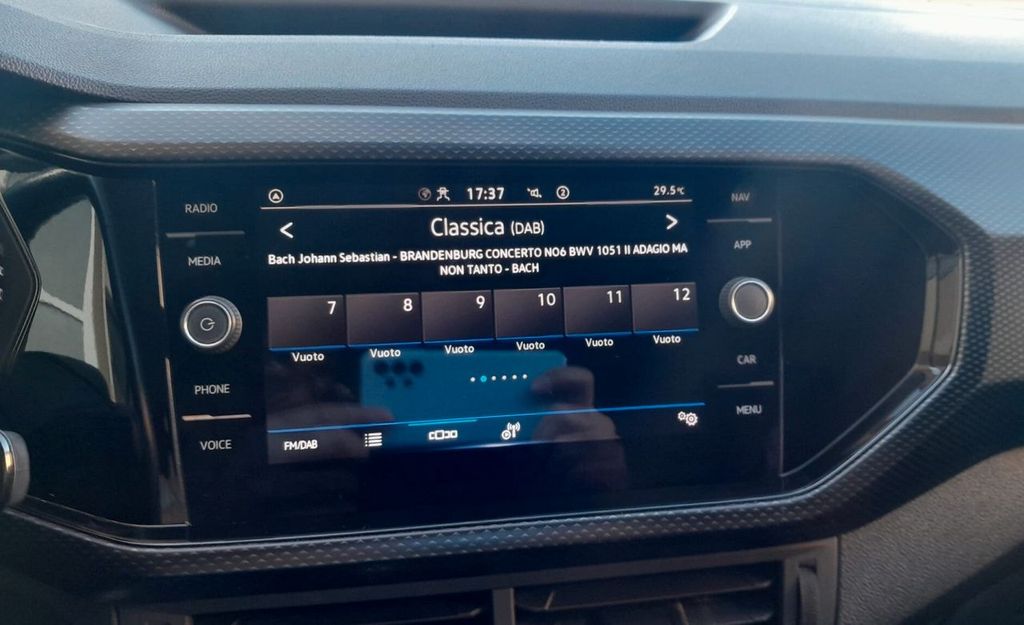 RADIO
MEDIA
PHONE
VOICE
17:37
2
29.5°C
< Classica (DAB) >
Bach Johann Sebastian - BRANDENBURG CONCERTO NO6 BWV 1051 II ADAGIO MA
NON TANTO - BACH
7 8 9 10 11 12
Vuoto Vuoto Vuoto Vuoto Vuoto Vuoto
FM/DAB
NAV
APP
CAR
MENU